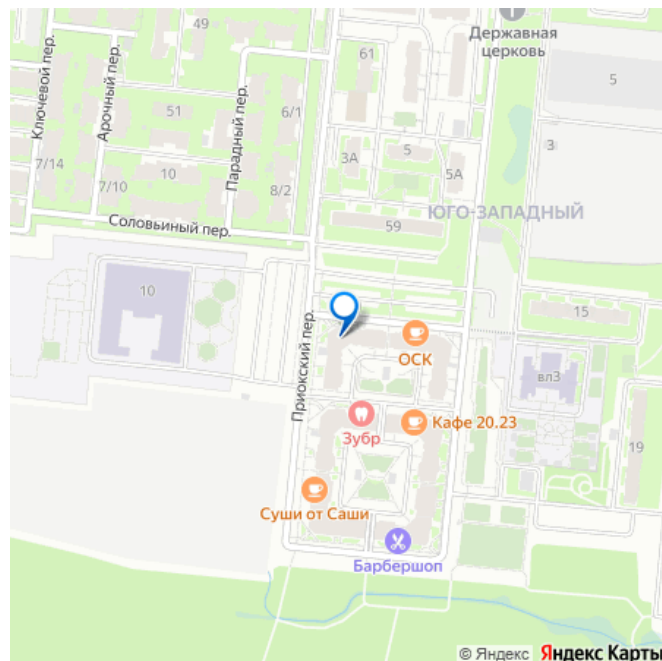 49
Державная
церковь
61
5
Ключевой пер.
Арочный пер.
Парадный пер.
51
6/1
3
7/14
7/10
10
8/2
3А
5
5А
ЮГО-ЗАПАДНЫЙ
59
Соловьиный пер.
10
15
Приокский пер.
ОСК
вл3
Зубр
Кафе 20.23
19
Суши от Саши
Барбершоп
© Яндекс Яндекс Карты